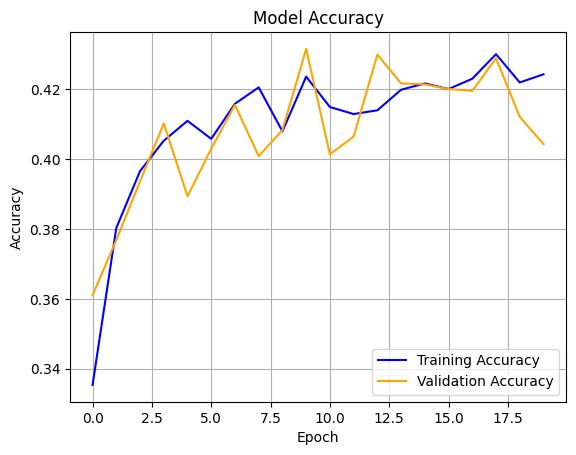 Model Accuracy
Accuracy
0.42
0.40
0.38
0.36
0.34
Training Accuracy
Validation Accuracy
0.0 2.5 5.0 7.5 10.0 12.5 15.0 17.5
Epoch